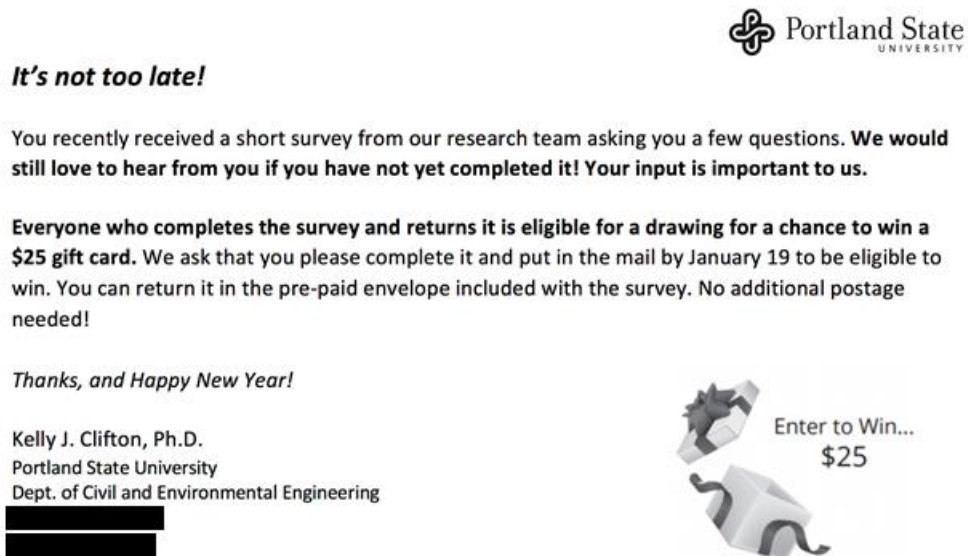 Portland State
UNIVERSITY
It's not too late!
You recently received a short survey from our research team asking you a few questions. We would
still love to hear from you if you have not yet completed it! Your input is important to us.
Everyone who completes the survey and returns it is eligible for a drawing for a chance to win a
$25 gift card. We ask that you please complete it and put in the mail by January 19 to be eligible to
win. You can return it in the pre-paid envelope included with the survey. No additional postage
needed!
Thanks, and Happy New Year!
Kelly J. Clifton, Ph.D.
Portland State University
Dept. of Civil and Environmental Engineering
Enter to Win...
$25